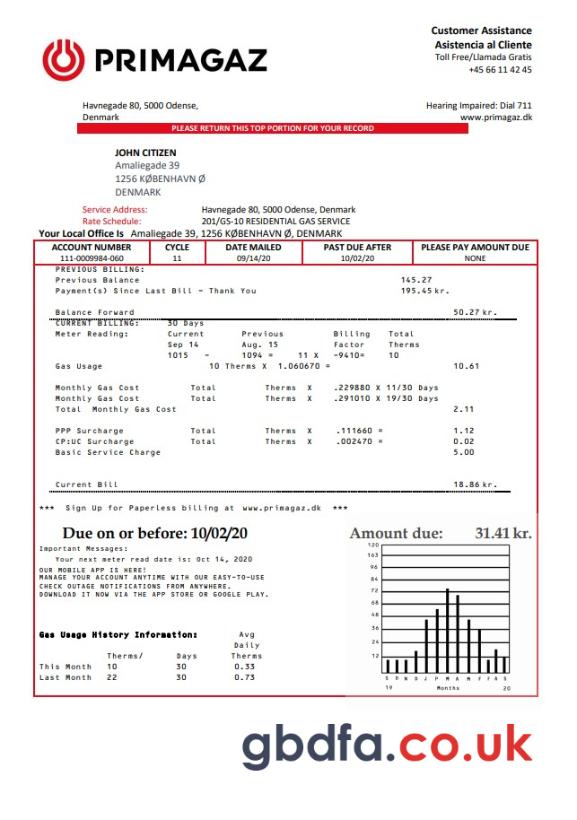 PRIMAGAZ
Customer Assistance
Asistencia al Cliente
Toll Free/Llamada Gratis
+45 66 11 42 45
Havnegade 80, 5000 Odense,
Denmark
Hearing Impaired: Dial 711
www.primagaz.dk
PLEASE RETURN THIS TOP PORTION FOR YOUR RECORD
JOHN CITIZEN
Amaliegade 39
1256 KØBENHAVN Ø
DENMARK
Service Address: Havnegade 80, 5000 Odense, Denmark
Rate Schedule: 201/GS-10 RESIDENTIAL GAS SERVICE
Your Local Office Is Amaliegade 39, 1256 KØBENHAVN Ø, DENMARK
ACCOUNT NUMBER CYCLE DATE MAILED PAST DUE AFTER PLEASE PAY AMOUNT DUE
111-0009984-060 11 09/14/20 10/02/20 NONE
PREVIOUS BILLING:
Previous Balance 145.27
Payment(s) Since Last Bill – Thank You 195.45 kr.
Balance Forward 50.27 kr.
CURRENT BILLING: 30 Days
Meter Reading: Current Previous Billing Total
Sep 14 Aug. 15 Factor Therms
1015 - 1094 = 11 X -9410= 10
Gas Usage 10 Therms X 1.060670 = 10.61
Monthly Gas Cost Total Therms X .229880 X 11/30 Days
Monthly Gas Cost Total Therms X .291010 X 19/30 Days
Total Monthly Gas Cost 2.11
PPP Surcharge Total Therms X .111660 = 1.12
CP:UC Surcharge Total Therms X .002470 = 0.02
Basic Service Charge 5.00
Current Bill 18.86 kr.
*** Sign Up for Paperless billing at www.primagaz.dk ***
Due on or before: 10/02/20
Amount due: 31.41 kr.
Important Messages:
Your next meter read date is: Oct 14, 2020
OUR MOBILE APP IS HERE!
MANAGE YOUR ACCOUNT ANYTIME WITH OUR EASY-TO-USE
CHECK OUTAGE NOTIFICATIONS FROM ANYWHERE.
DOWNLOAD IT NOW VIA THE APP STORE OR GOOGLE PLAY.
Gas Usage History Information: Avg
Daily
Therms/ Days Therms
This Month 10 30 0.33
Last Month 22 30 0.73
120
163
96
84
72
68
48
36
24
12
S O N D J F M A M J J A S
19 Months 20
gbdfa.co.uk